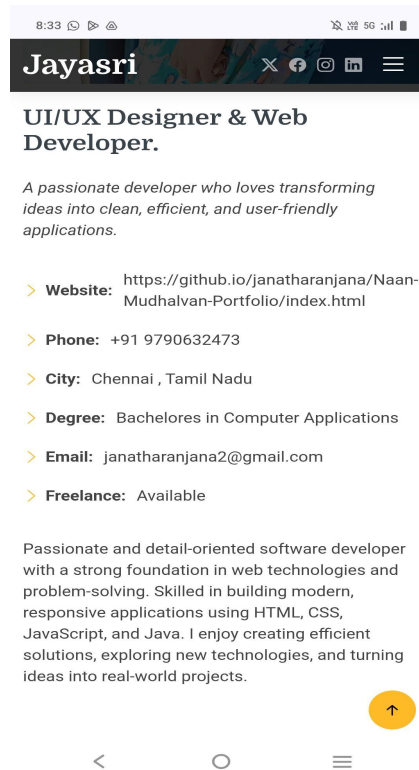 8:33
5G
Jayasri
UI/UX Designer & Web
Developer.
A passionate developer who loves transforming
ideas into clean, efficient, and user-friendly
applications.
Website: https://github.io/janatharanjana/Naan-
Mudhalvan-Portfolio/index.html
Phone: +91 9790632473
City: Chennai , Tamil Nadu
Degree: Bachelores in Computer Applications
Email: janatharanjana2@gmail.com
Freelance: Available
Passionate and detail-oriented software developer
with a strong foundation in web technologies and
problem-solving. Skilled in building modern,
responsive applications using HTML, CSS,
JavaScript, and Java. I enjoy creating efficient
solutions, exploring new technologies, and turning
ideas into real-world projects.